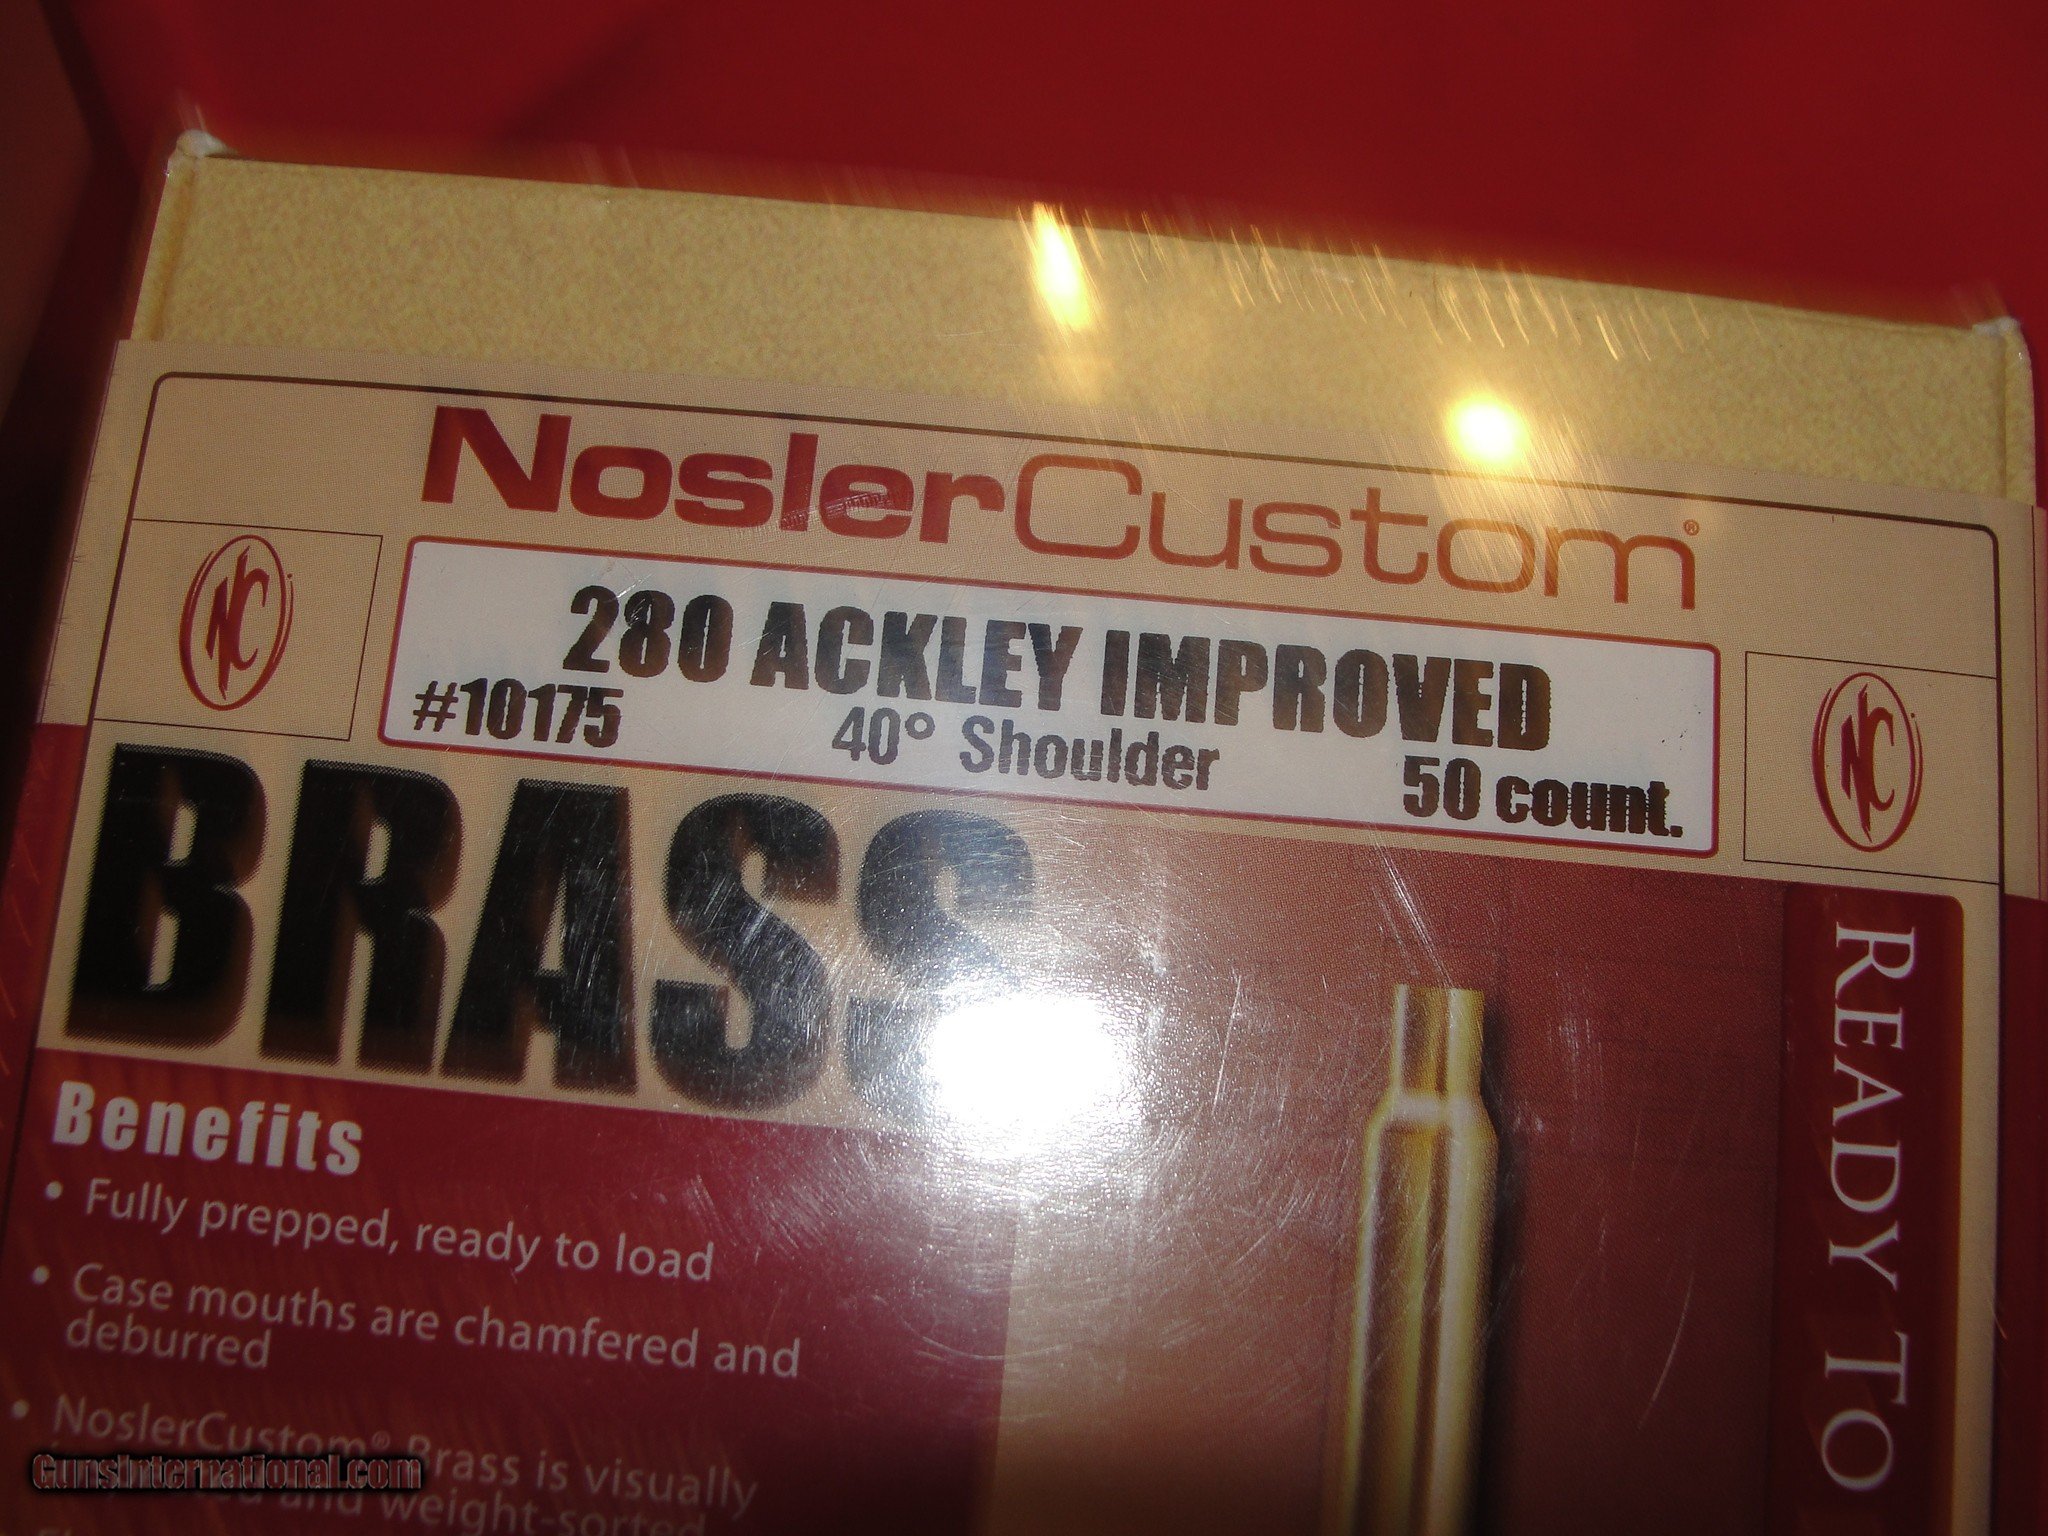 NoslerCustom®
NC
280 ACKLEY IMPROVED
#10175
40° Shoulder
50 count.
NC
BRASS
READY TO
Benefits
• Fully prepped, ready to load
• Case mouths are chamfered and
deburred
• NoslerCustom® Brass is visually
and weight-sorted
GunsInternational.com